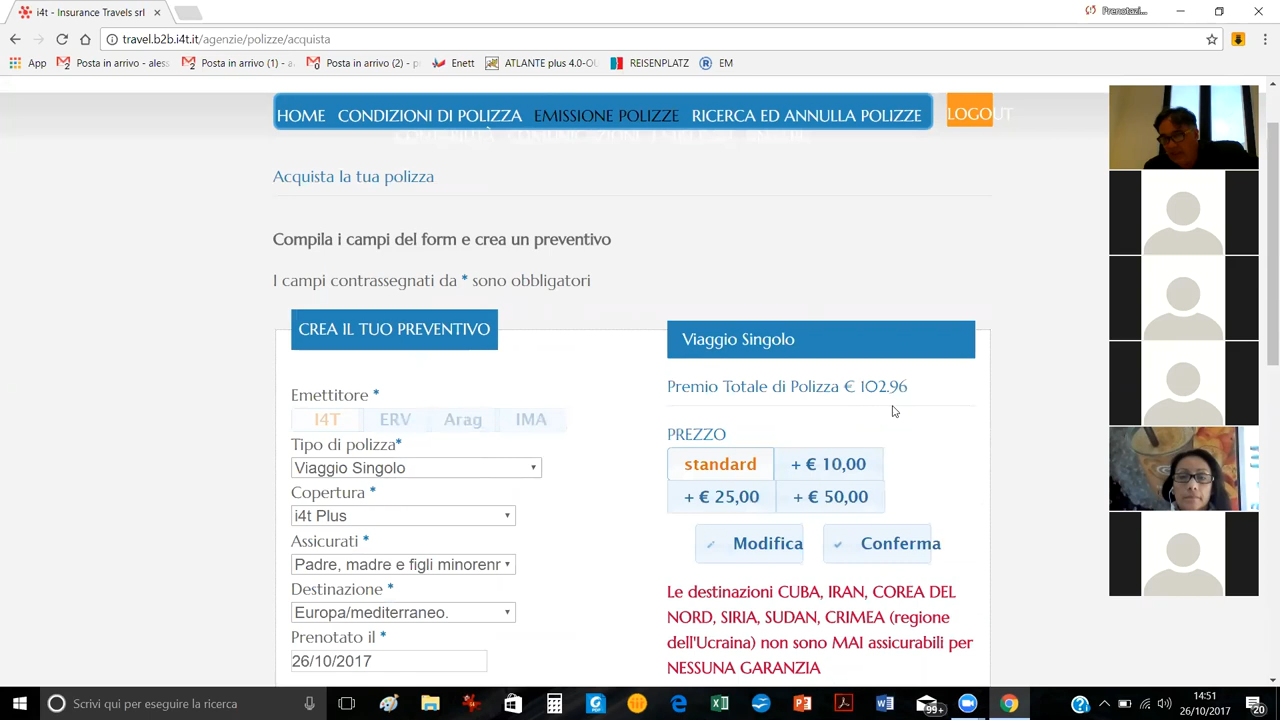 i4t - Insurance Travels srl
Prenotazi...
travel.b2b.i4t.it/agenzie/polizze/acquista
App
Posta in arrivo - aless
Posta in arrivo (1) - a
Posta in arrivo (2) - p
Enett
ATLANTE plus 4.0-OU
REISENPLATZ
EM
HOME CONDIZIONI DI POLIZZA EMISSIONE POLIZZE RICERCA ED ANNULLA POLIZZE
LOGOUT
Acquista la tua polizza
Compila i campi del form e crea un preventivo
I campi contrassegnati da * sono obbligatori
CREA IL TUO PREVENTIVO
Emettitore *
I4T ERV Arag IMA
Tipo di polizza*
Viaggio Singolo
Copertura *
i4t Plus
Assicurati *
Padre, madre e figli minorenr
Destinazione *
Europa/mediterraneo.
Prenotato il *
26/10/2017
Viaggio Singolo
Premio Totale di Polizza € 102.96
PREZZO
standard + € 10,00
+ € 25,00 + € 50,00
Modifica Conferma
Le destinazioni CUBA, IRAN, COREA DEL
NORD, SIRIA, SUDAN, CRIMEA (regione
dell'Ucraina) non sono MAI assicurabili per
NESSUNA GARANZIA
Scrivi qui per eseguire la ricerca
99+
14:51
26/10/2017
20